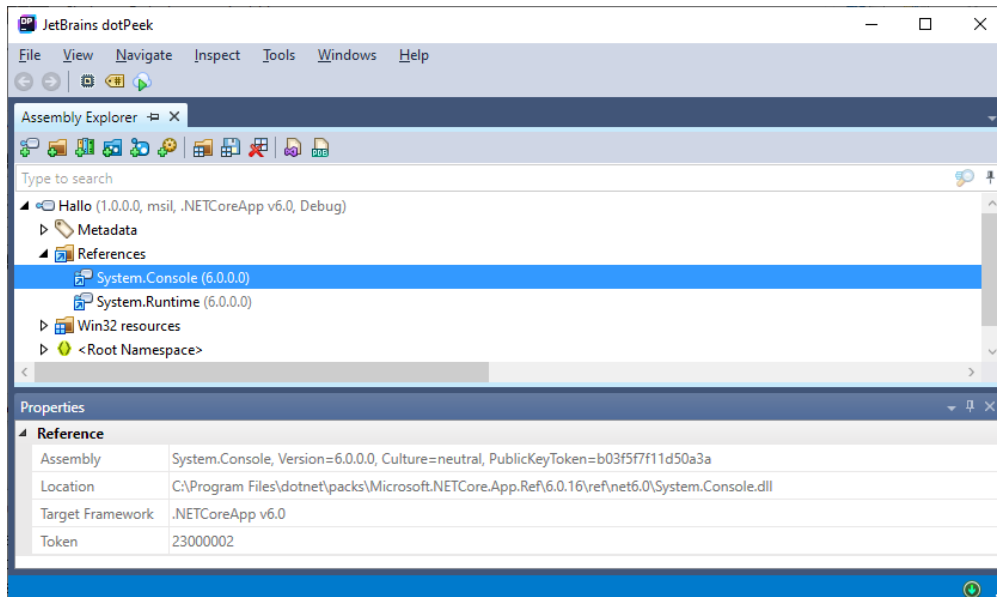 JetBrains dotPeek
File View Navigate Inspect Tools Windows Help
Assembly Explorer
Type to search
Hallo (1.0.0.0, msil, .NETCoreApp v6.0, Debug)
Metadata
References
System.Console (6.0.0.0)
System.Runtime (6.0.0.0)
Win32 resources
<Root Namespace>
Properties
Reference
Assembly System.Console, Version=6.0.0.0, Culture=neutral, PublicKeyToken=b03f5f7f11d50a3a
Location C:\Program Files\dotnet\packs\Microsoft.NETCore.App.Ref\6.0.16\ref\net6.0\System.Console.dll
Target Framework .NETCoreApp v6.0
Token 23000002